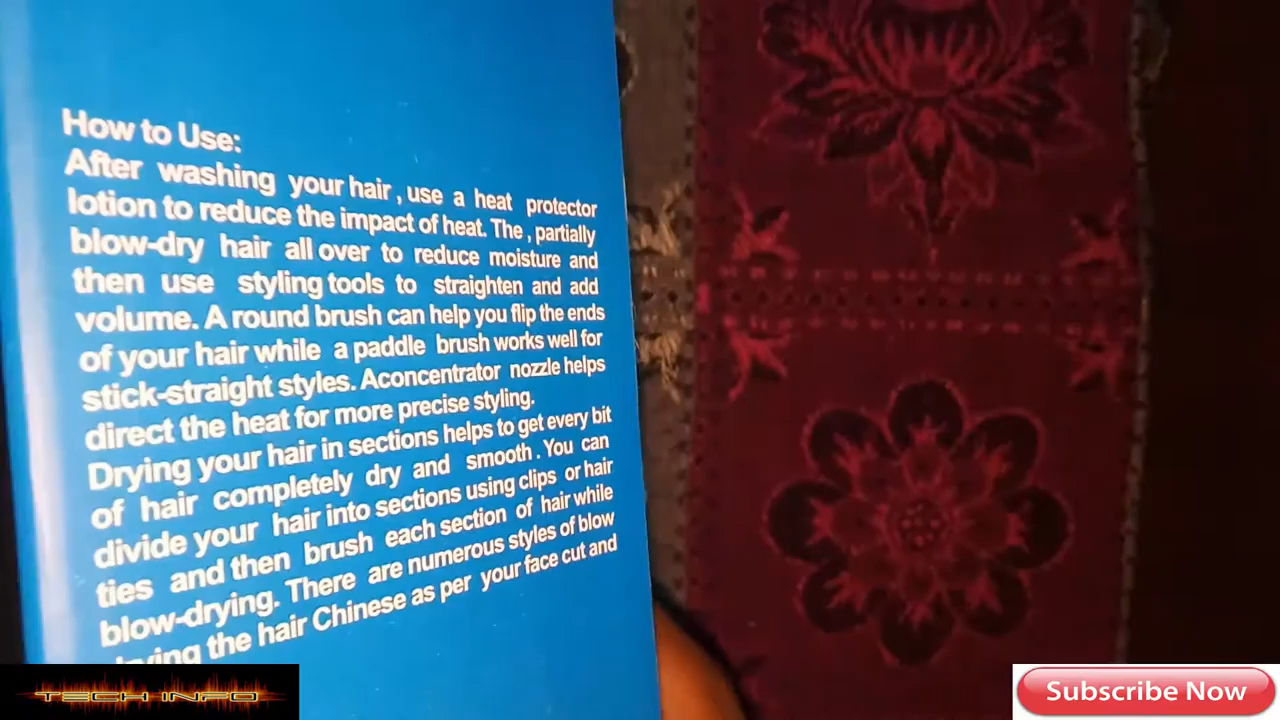 How to Use:
After washing your hair , use a heat protector
lotion to reduce the impact of heat. The , partially
blow-dry hair all over to reduce moisture and
then use styling tools to straighten and add
volume. A round brush can help you flip the ends
of your hair while a paddle brush works well for
stick-straight styles. Aconcentrator nozzle helps
direct the heat for more precise styling.
Drying your hair in sections helps to get every bit
of hair completely dry and smooth . You can
divide your hair into sections using clips or hair
ties and then brush each section of hair while
blow-drying. There are numerous styles of blow
the hair Chinese as per your face cut and
TECH INFO
Subscribe Now